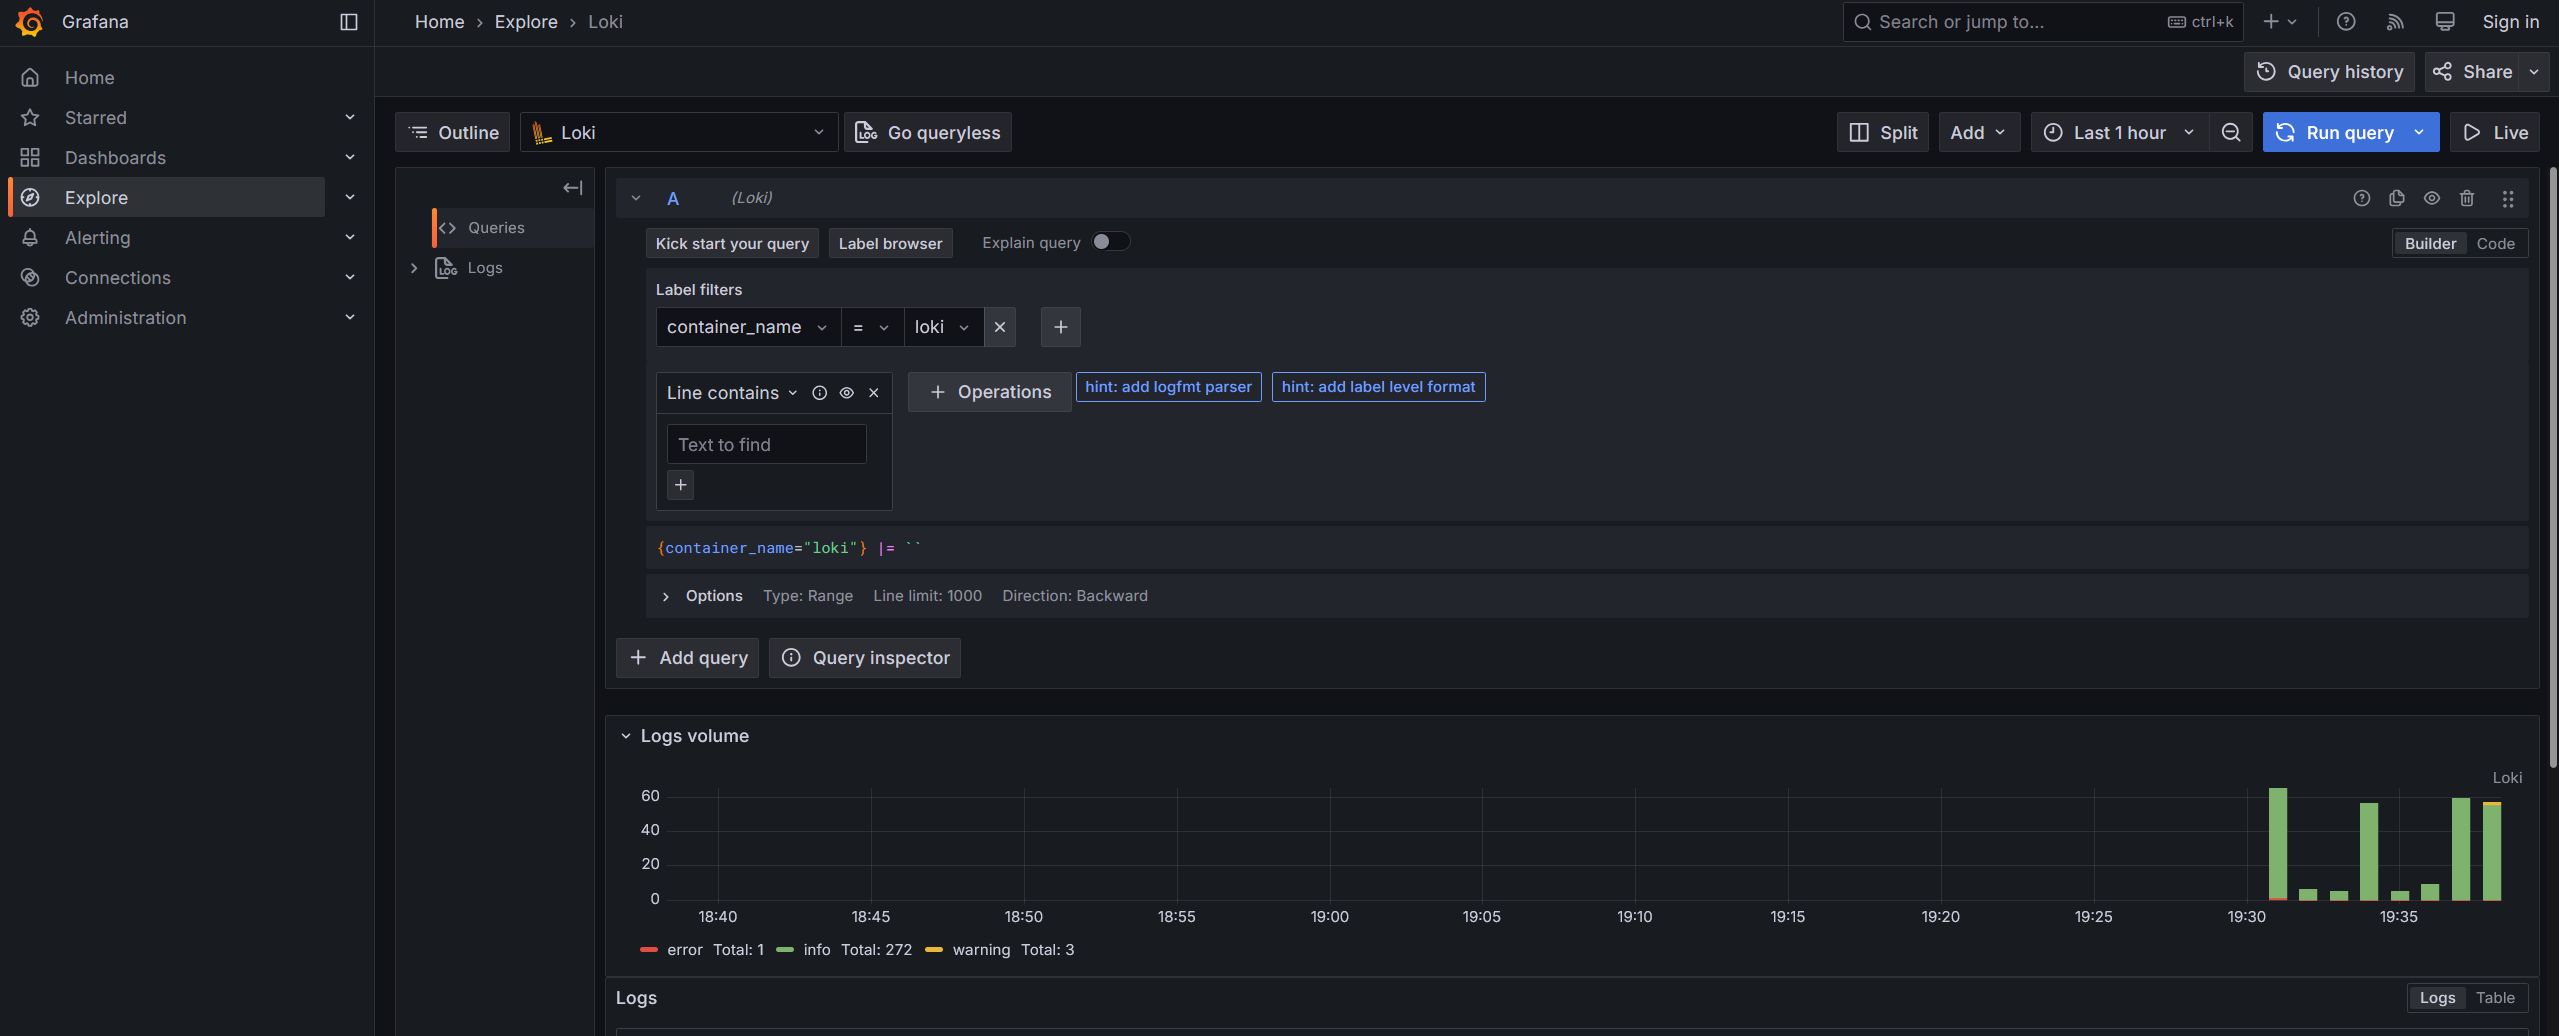 Grafana
Home › Explore › Loki
Search or jump to... ctrl+k
Sign in
Home
Starred
Dashboards
Explore
Alerting
Connections
Administration
Query history
Share
Outline
Loki
Go queryless
Split
Add
Last 1 hour
Run query
Live
Queries
LOG Logs
A (Loki)
Kick start your query
Label browser
Explain query
Builder
Code
Label filters
container_name = loki
Line contains
Operations
hint: add logfmt parser
hint: add label level format
Text to find
{container_name="loki"} |= ``
Options Type: Range Line limit: 1000 Direction: Backward
Add query
Query inspector
Logs volume
Loki
60
40
20
0
18:40 18:45 18:50 18:55 19:00 19:05 19:10 19:15 19:20 19:25 19:30 19:35
error Total: 1 info Total: 272 warning Total: 3
Logs
Logs
Table